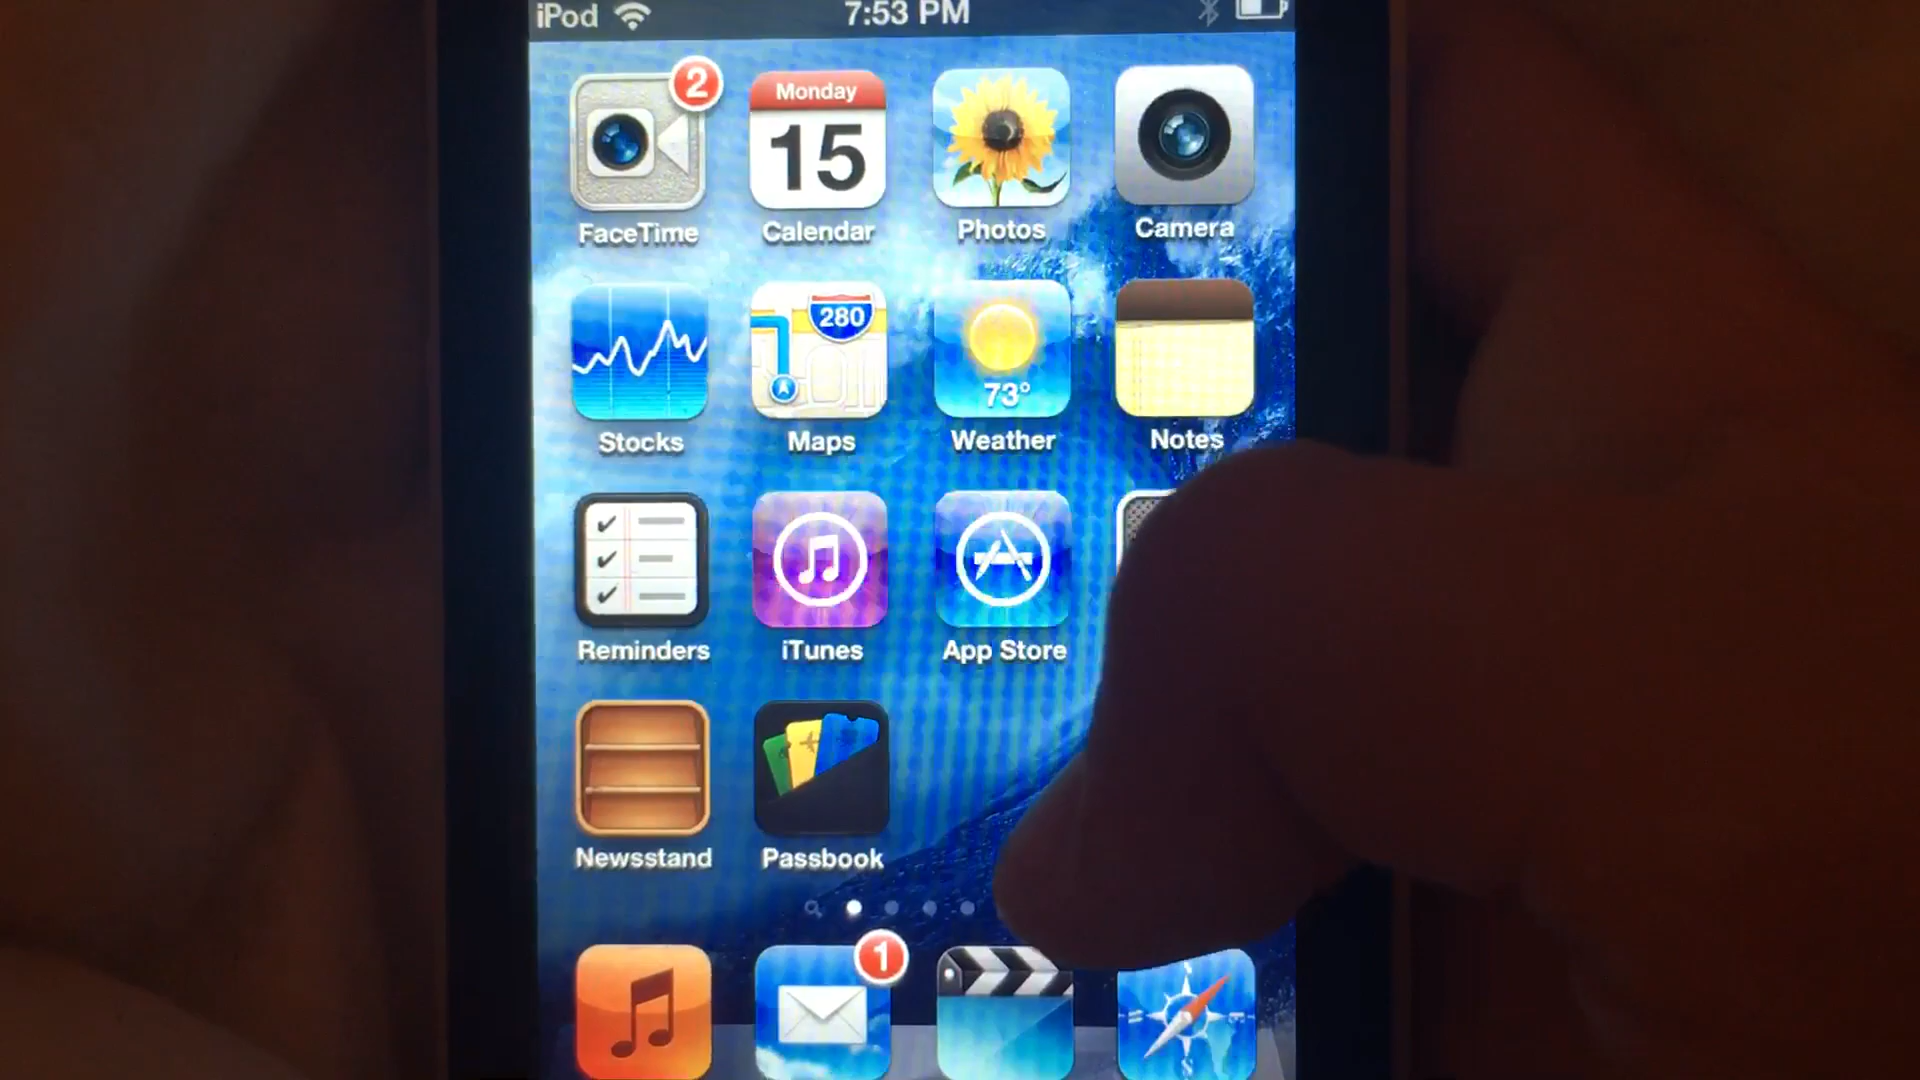 iPod 7:53 PM
2
Monday
15
FaceTime Calendar Photos Camera
280
73°
Stocks Maps Weather Notes
Reminders iTunes App Store
Newsstand Passbook
1